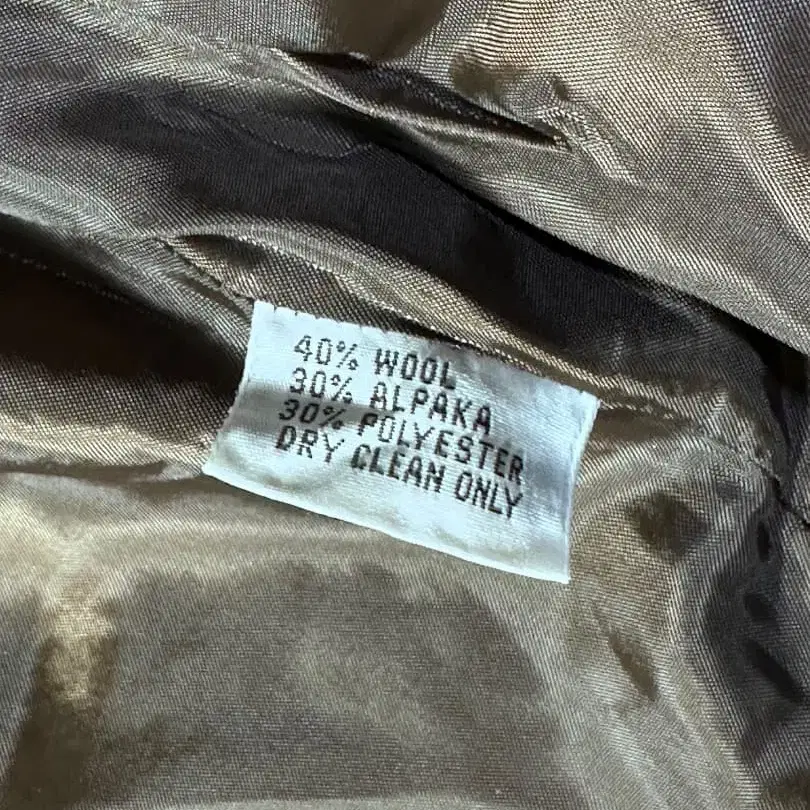 40% WOOL
30% ALPAKA
30% POLYESTER
DRY CLEAN ONLY